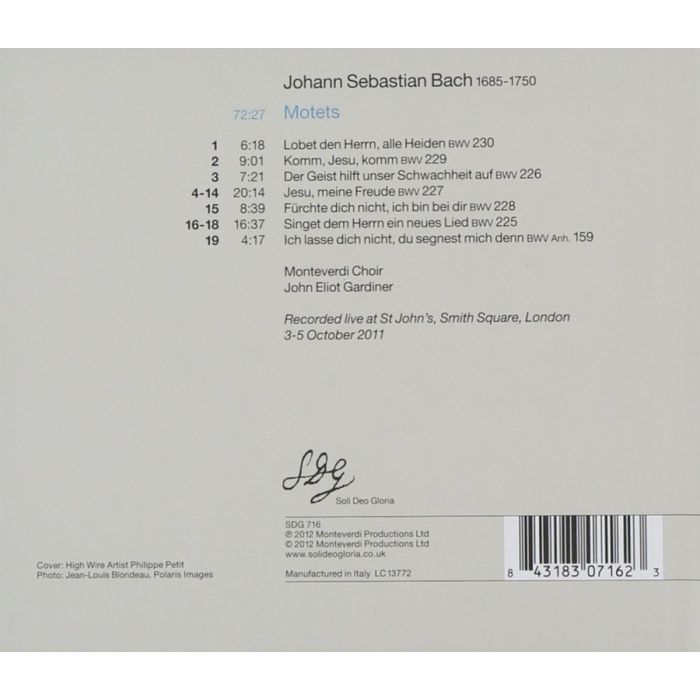 Johann Sebastian Bach 1685-1750
72:27 Motets
1 6:18 Lobet den Herrn, alle Heiden BWV 230
2 9:01 Komm, Jesu, komm BWV 229
3 7:21 Der Geist hilft unser Schwachheit auf BWV 226
4-14 20:14 Jesu, meine Freude BWV 227
15 8:39 Fürchte dich nicht, ich bin bei dir BWV 228
16-18 16:37 Singet dem Herrn ein neues Lied BWV 225
19 4:17 Ich lasse dich nicht, du segnest mich denn BWV Anh. 159
Monteverdi Choir
John Eliot Gardiner
Recorded live at St John's, Smith Square, London
3-5 October 2011
SDG
Soli Deo Gloria
SDG 716
℗ 2012 Monteverdi Productions Ltd
© 2012 Monteverdi Productions Ltd
www.solideogloria.co.uk
Manufactured in Italy LC13772
8 43183 07162 3
Cover: High Wire Artist Philippe Petit
Photo: Jean-Louis Blondeau, Polaris Images